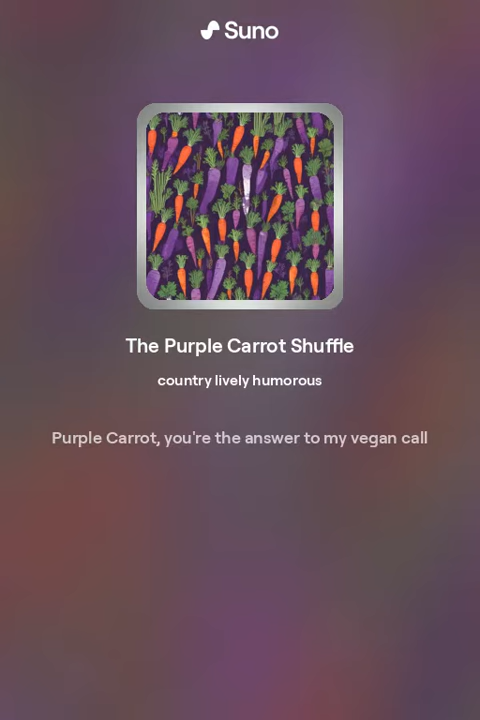 Suno
The Purple Carrot Shuffle
country lively humorous
Purple Carrot, you're the answer to my vegan call